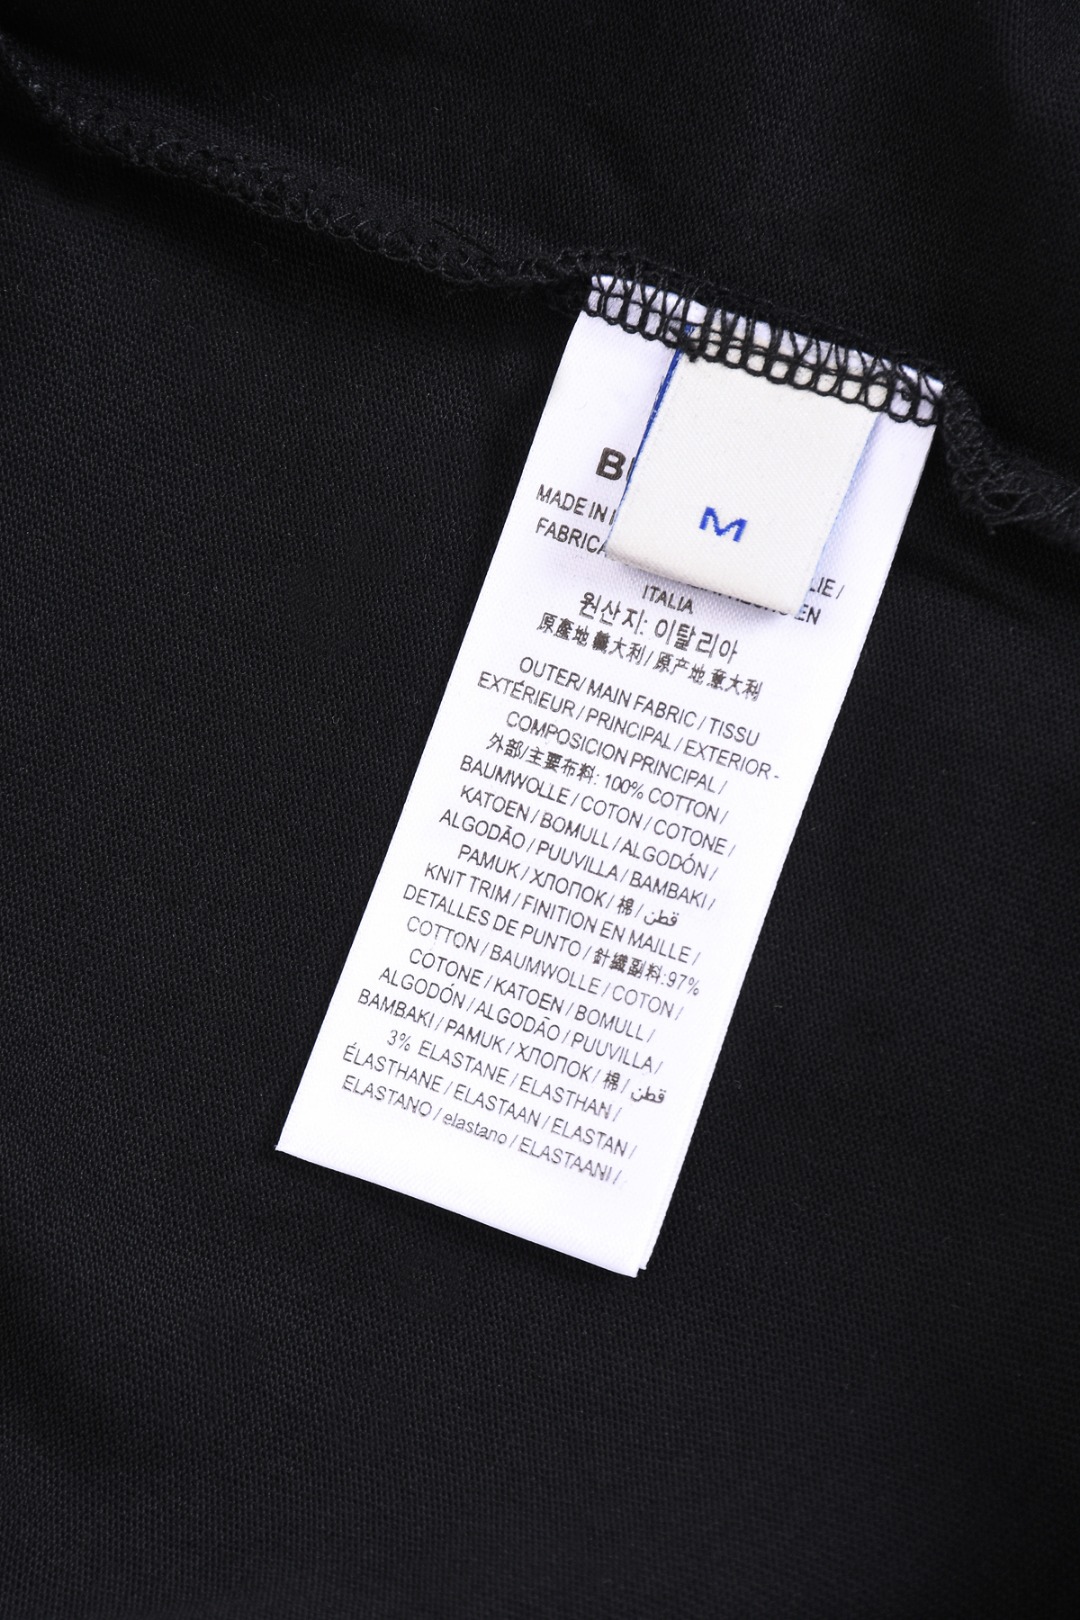 M
MADE IN
ITALIA
EN
원산지: 이탈리아
原產地 義大利 / 原产地 意大利
OUTER/ MAIN FABRIC / TISSU
EXTÉRIEUR / PRINCIPAL / EXTERIOR -
COMPOSICION PRINCIPAL /
外部/主要布料: 100% COTTON /
BAUMWOLLE / COTON / COTONE /
KATOEN / BOMULL / ALGODÓN /
ALGODÃO / PUUVILLA / BAMBAKI /
PAMUK / ХЛОПОК / 棉 / قطن
KNIT TRIM / FINITION EN MAILLE /
DETALLES DE PUNTO / 針織副料: 97%
COTTON / BAUMWOLLE / COTON /
COTONE / KATOEN / BOMULL /
ALGODÓN / ALGODÃO / PUUVILLA /
BAMBAKI / PAMUK / ХЛОПОК / 棉 / قطن
3% ELASTANE / ELASTHAN /
ÉLASTHANE / ELASTAAN / ELASTAN /
ELASTANO / elastano / ELASTAANI /